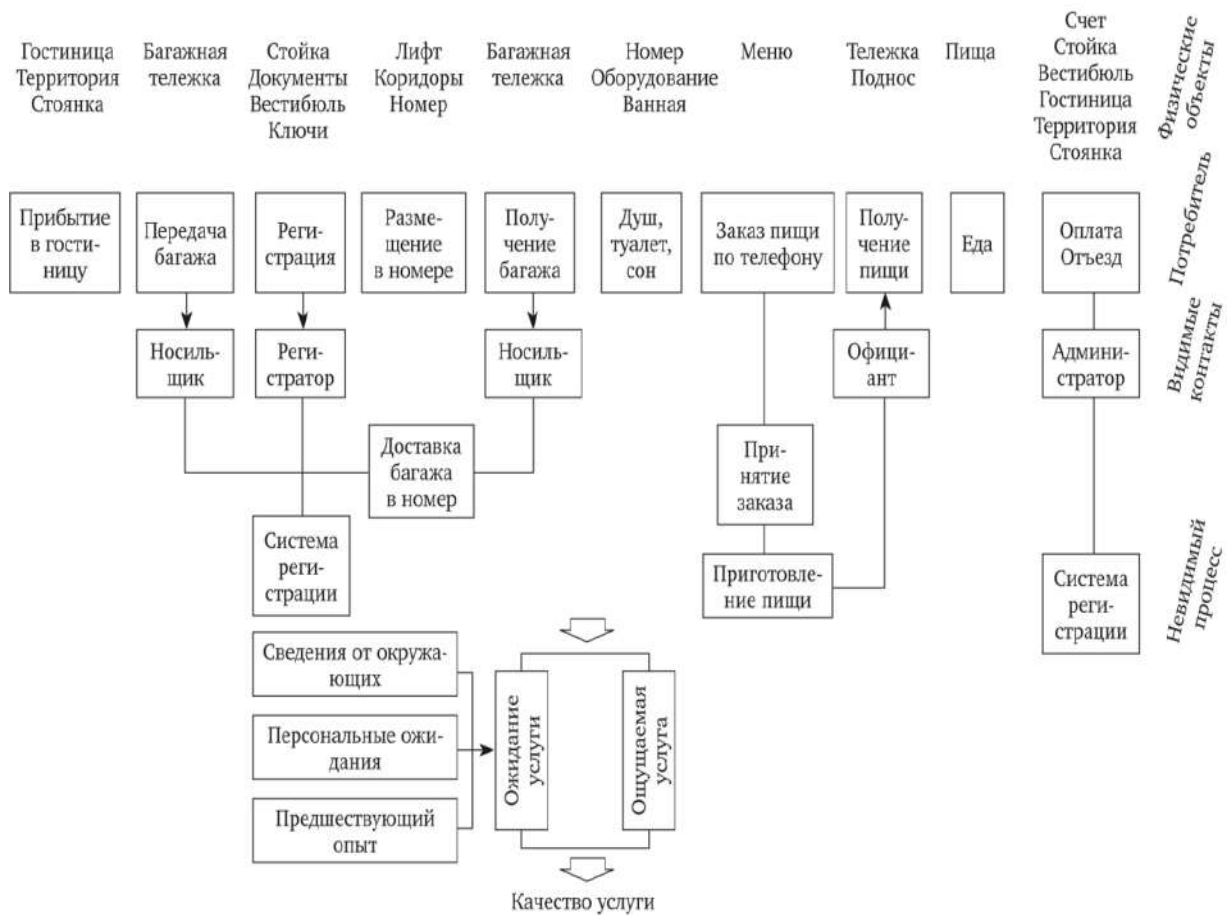 Гостиница
Территория
Стоянка
Багажная
тележка
Стойка
Документы
Вестибюль
Ключи
Лифт
Коридоры
Номер
Багажная
тележка
Номер
Оборудование
Ванная
Меню
Тележка
Поднос
Пища
Счет
Стойка
Вестибюль
Гостиница
Территория
Стоянка
Физические
объекты
Прибытие
в гости-
ницу
Передача
багажа
Реги-
страция
Разме-
щение
в номере
Полу-
чение
багажа
Душ,
туалет,
сон
Заказ пищи
по телефону
Полу-
чение
пищи
Еда
Оплата
Отъезд
Потребитель
Носиль-
щик
Реги-
стратор
Носиль-
щик
Офици-
ант
Админи-
стратор
Видимые
контакты
Доставка
багажа
в номер
При-
нятие
заказа
Система
реги-
страции
Приготовле-
ние пищи
Система
реги-
страции
Невидимый
процесс
Сведения от окружа-
ющих
Персональные ожи-
дания
Предшествующий
опыт
Ожидание
услуги
Ощущаемая
услуга
Качество услуги